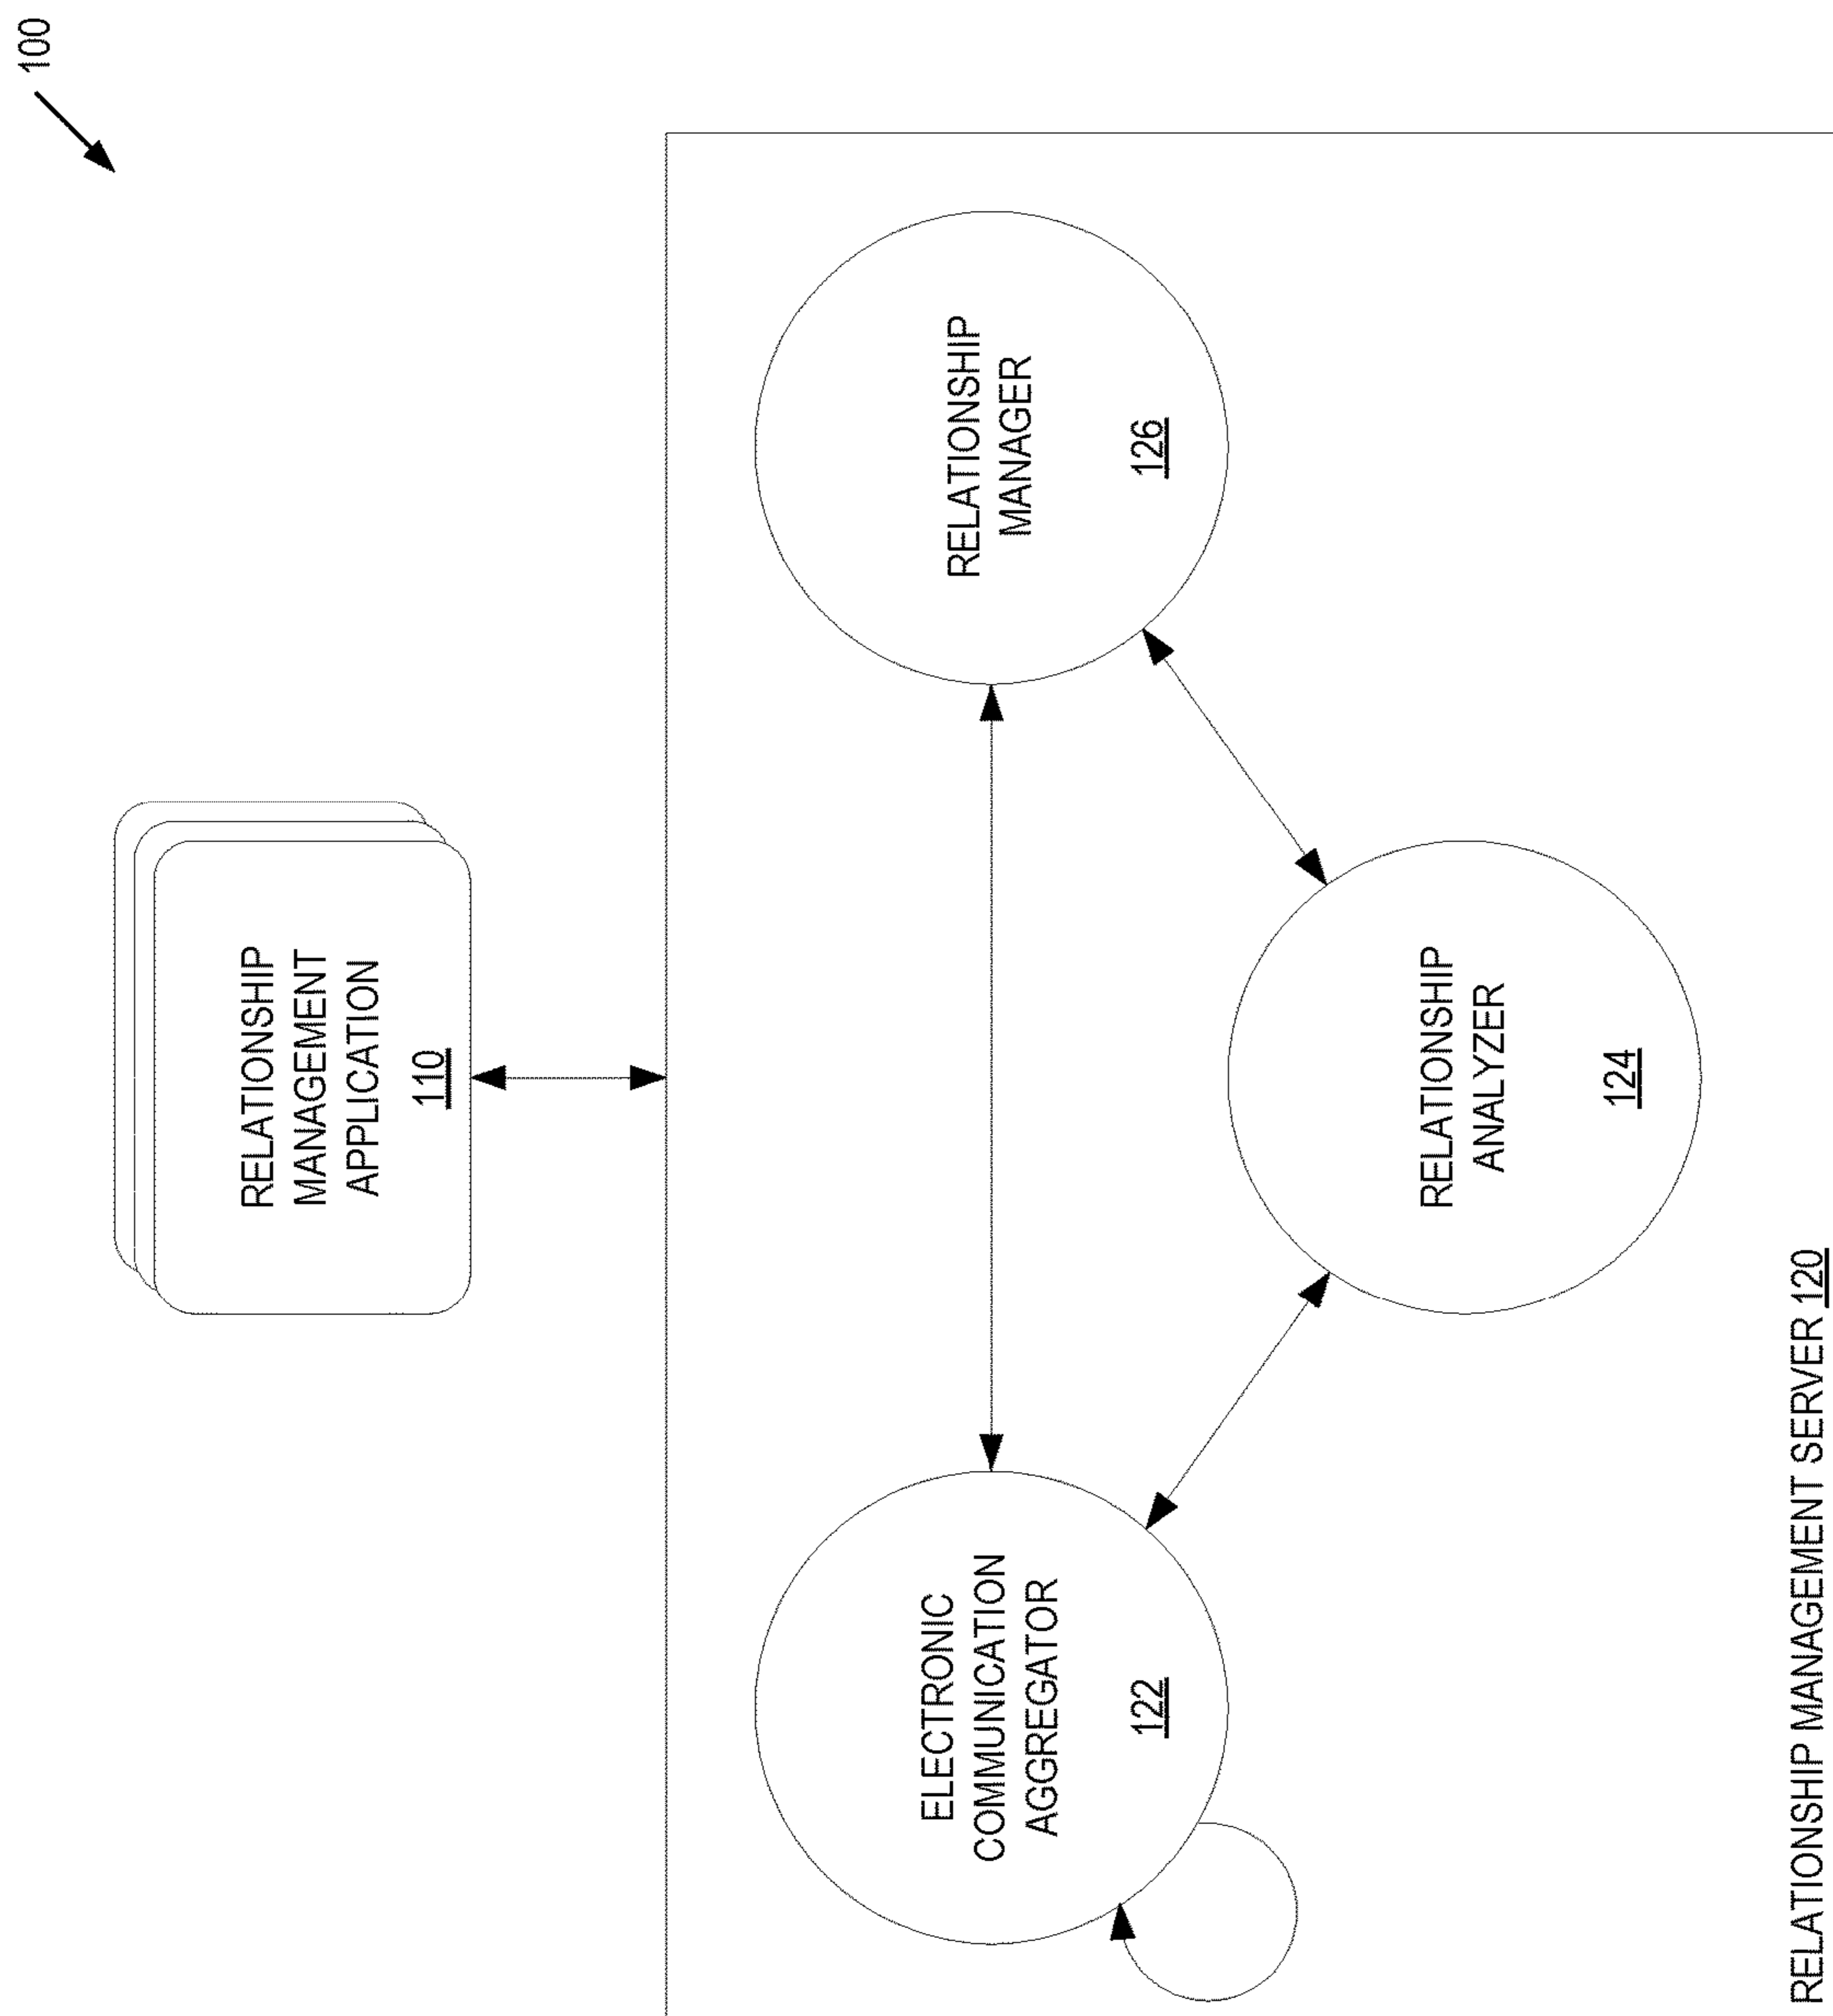 100
RELATIONSHIP
MANAGEMENT
APPLICATION
110
ELECTRONIC
COMMUNICATION
AGGREGATOR
122
RELATIONSHIP
MANAGER
126
RELATIONSHIP
ANALYZER
124
RELATIONSHIP MANAGEMENT SERVER 120